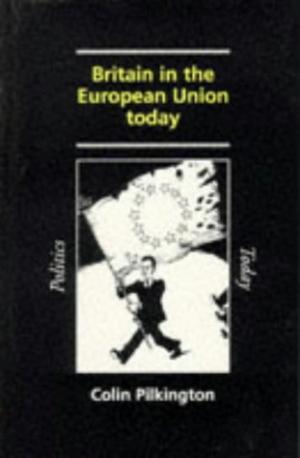 Britain in the
European Union
today
Politics
Today
Colin Pilkington